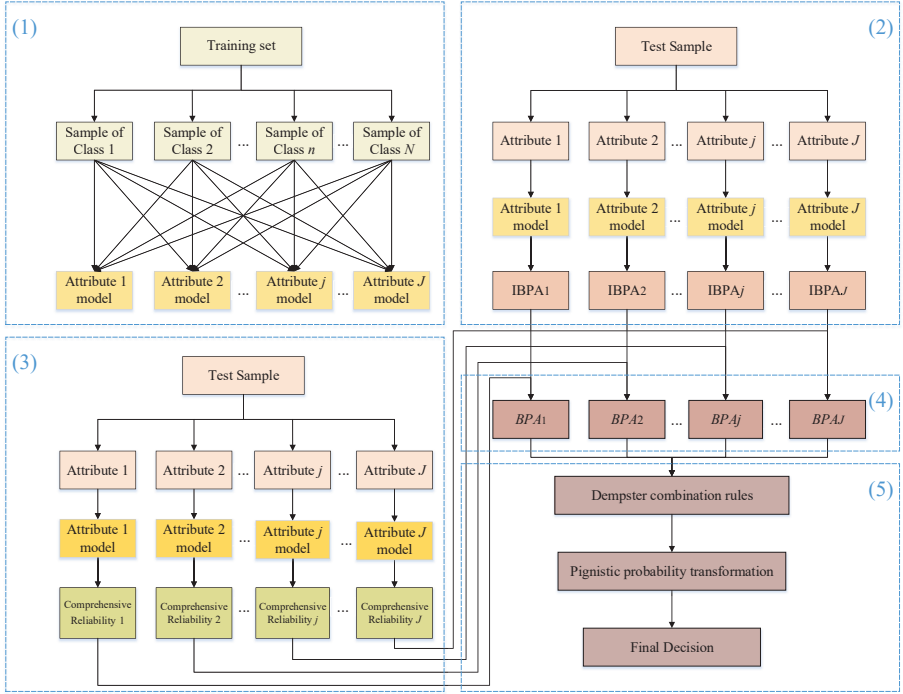 (1)
Training set
Sample of
Class 1
Sample of
Class 2
...
Sample of
Class n
...
Sample of
Class N
Attribute 1
model
Attribute 2
model
...
Attribute j
model
...
Attribute J
model
(2)
Test Sample
Attribute 1
Attribute 2
...
Attribute j
...
Attribute J
Attribute 1
model
Attribute 2
model
...
Attribute j
model
...
Attribute J
model
IBPA1
IBPA2
...
IBPAj
...
IBPAJ
(3)
Test Sample
Attribute 1
Attribute 2
...
Attribute j
...
Attribute J
Attribute 1
model
Attribute 2
model
...
Attribute j
model
...
Attribute J
model
Comprehensive
Reliability 1
Comprehensive
Reliability 2
...
Comprehensive
Reliability j
...
Comprehensive
Reliability J
(4)
BPA1
BPA2
...
BPAj
...
BPAJ
(5)
Dempster combination rules
Pignistic probability transformation
Final Decision